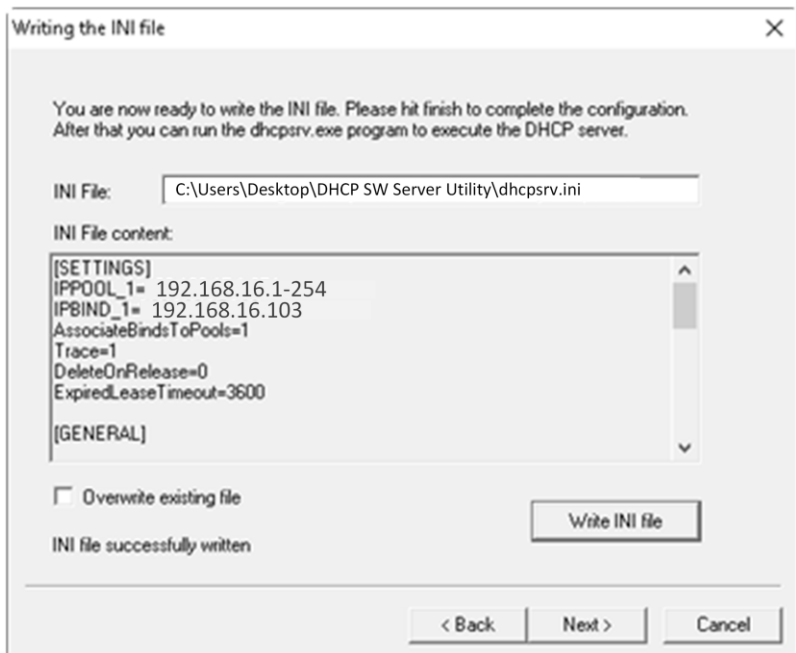 Writing the INI file
You are now ready to write the INI file. Please hit finish to complete the configuration.
After that you can run the dhcpsrv.exe program to execute the DHCP server.
INI File: C:\Users\Desktop\DHCP SW Server Utility\dhcpsrv.ini
INI File content:
[SETTINGS]
IPPOOL_1= 192.168.16.1-254
IPBIND_1= 192.168.16.103
AssociateBindsToPools=1
Trace=1
DeleteOnRelease=0
ExpiredLeaseTimeout=3600
[GENERAL]
Overwrite existing file
Write INI file
INI file successfully written
< Back Next > Cancel